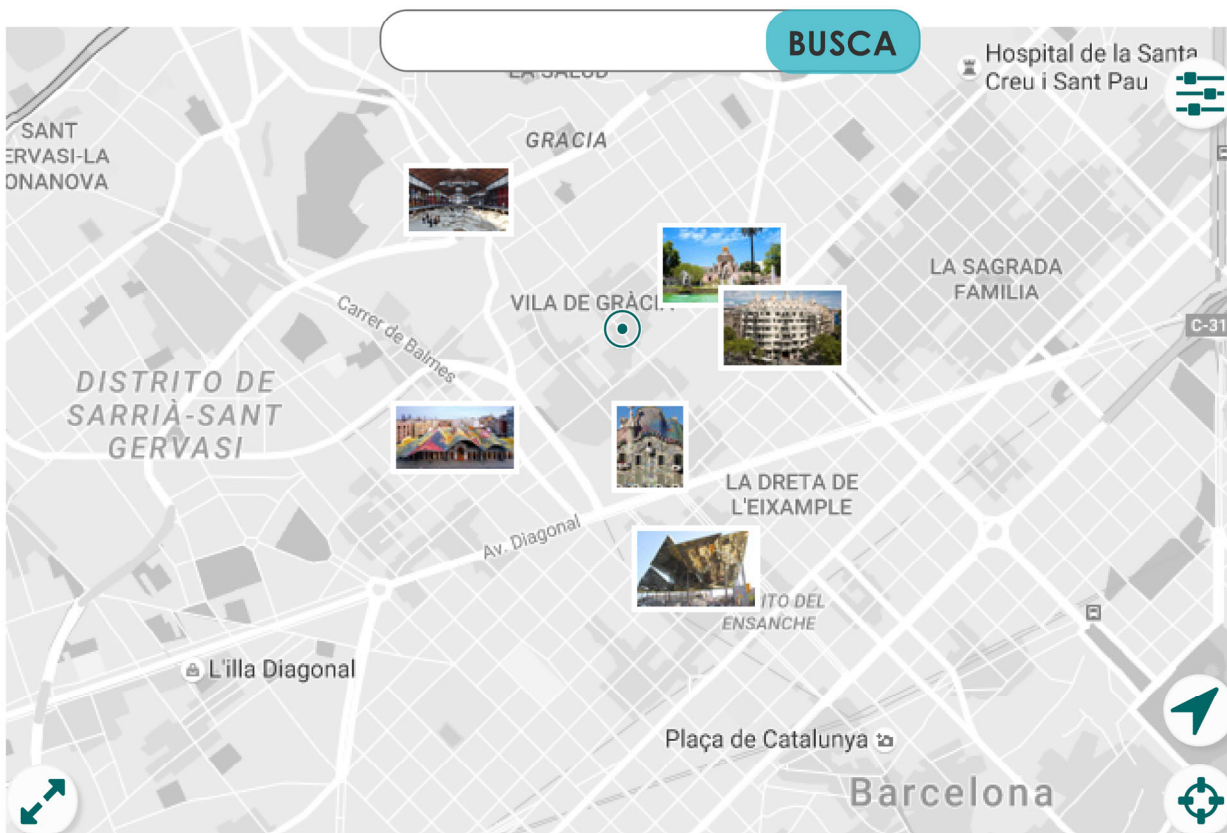 BUSCA
Hospital de la Santa
Creu i Sant Pau
LA SALUD
SANT
ERVASI-LA
ONANOVA
GRACIA
LA SAGRADA
FAMILIA
VILA DE GRÀCI
C-31
Carrer de Balmes
DISTRITO DE
SARRIÀ-SANT
GERVASI
LA DRETA DE
L'EIXAMPLE
Av. Diagonal
ITO DEL
ENSANCHE
L'illa Diagonal
Plaça de Catalunya
Barcelona